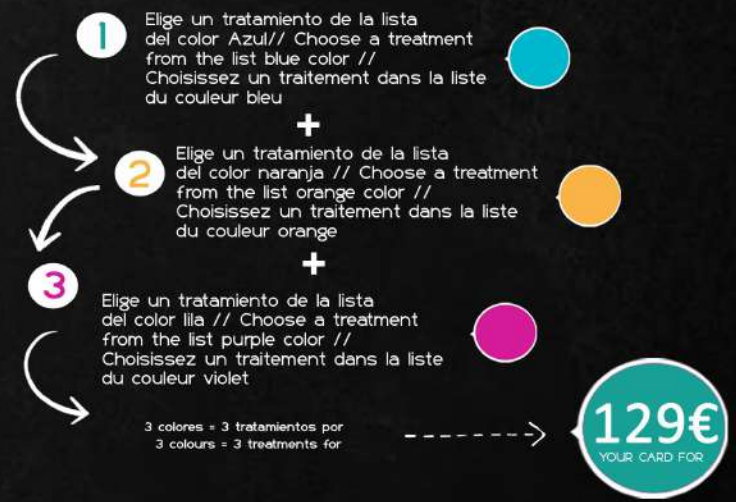 1
Elige un tratamiento de la lista
del color Azul// Choose a treatment
from the list blue color //
Choisissez un traitement dans la liste
du couleur bleu
+
2
Elige un tratamiento de la lista
del color naranja // Choose a treatment
from the list orange color //
Choisissez un traitement dans la liste
du couleur orange
+
3
Elige un tratamiento de la lista
del color lila // Choose a treatment
from the list purple color //
Choisissez un traitement dans la liste
du couleur violet
3 colores = 3 tratamientos por
3 colours = 3 treatments for
129€
YOUR CARD FOR